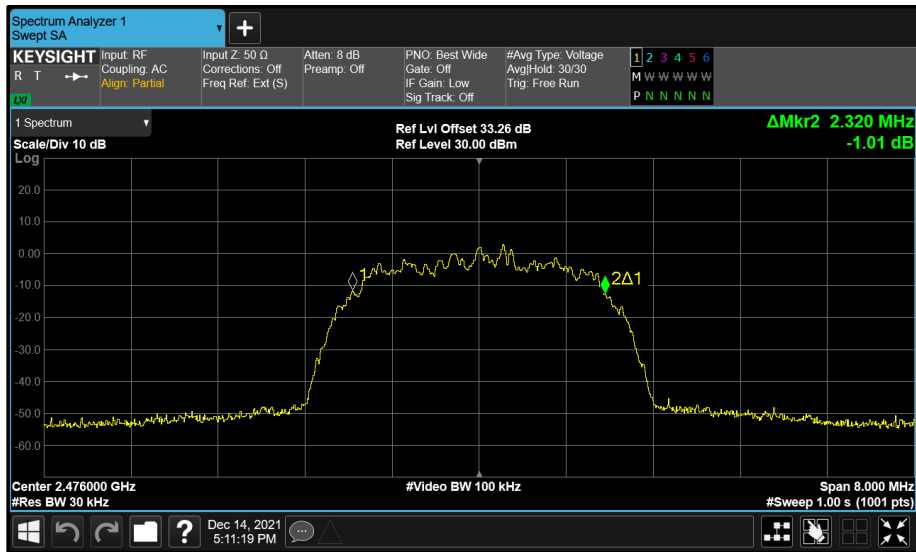 Spectrum Analyzer 1
Swept SA
KEYSIGHT
R T
LXI
Input: RF
Coupling: AC
Align: Partial
Input Z: 50 Ω
Corrections: Off
Freq Ref: Ext (S)
Atten: 8 dB
Preamp: Off
PNO: Best Wide
Gate: Off
IF Gain: Low
Sig Track: Off
#Avg Type: Voltage
Avg|Hold: 30/30
Trig: Free Run
1 2 3 4 5 6
M W W W W W
P N N N N N
1 Spectrum
Scale/Div 10 dB
Ref Lvl Offset 33.26 dB
Ref Level 30.00 dBm
ΔMkr2 2.320 MHz
-1.01 dB
Log
20.0
10.0
0.00
-10.0
-20.0
-30.0
-40.0
-50.0
-60.0
1
2Δ1
Center 2.476000 GHz
#Res BW 30 kHz
#Video BW 100 kHz
Span 8.000 MHz
#Sweep 1.00 s (1001 pts)
?
Dec 14, 2021
5:11:19 PM